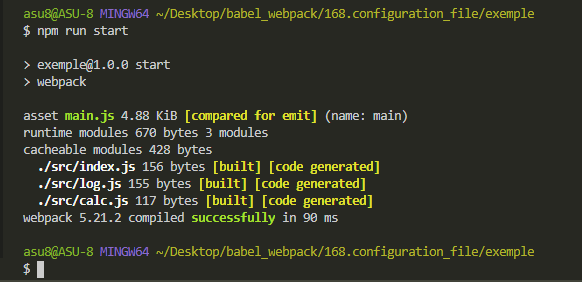 asu8@ASU-8 MINGW64 ~/Desktop/babel_webpack/168.configuration_file/exemple
$ npm run start
> exemple@1.0.0 start
> webpack
asset main.js 4.88 KiB [compared for emit] (name: main)
runtime modules 670 bytes 3 modules
cacheable modules 428 bytes
./src/index.js 156 bytes [built] [code generated]
./src/log.js 155 bytes [built] [code generated]
./src/calc.js 117 bytes [built] [code generated]
webpack 5.21.2 compiled successfully in 90 ms
asu8@ASU-8 MINGW64 ~/Desktop/babel_webpack/168.configuration_file/exemple
$